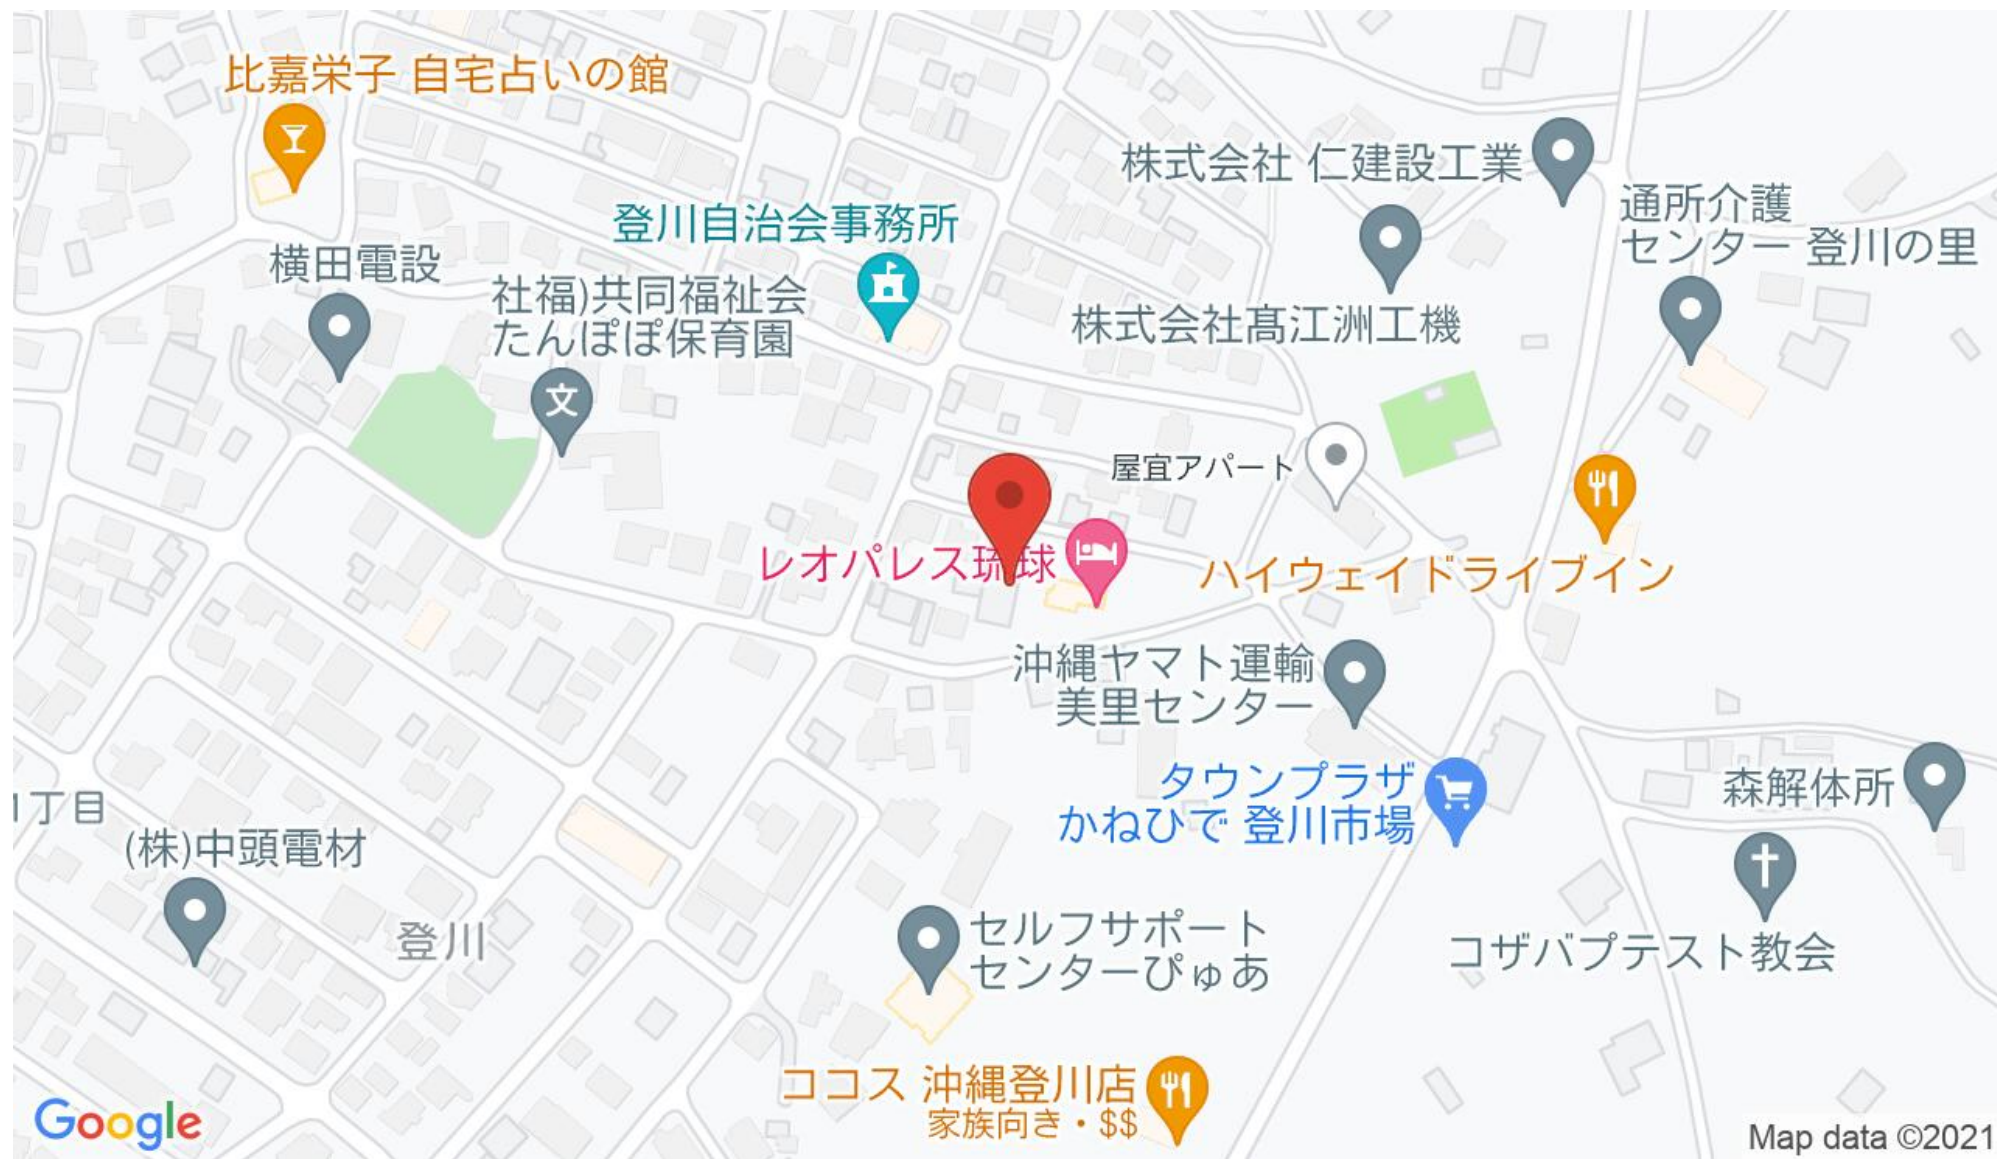 比嘉栄子 自宅占いの館
株式会社 仁建設工業
通所介護
センター 登川の里
登川自治会事務所
横田電設
社福)共同福祉会
たんぽぽ保育園
文
株式会社髙江洲工機
屋宜アパート
レオパレス琉球
ハイウェイドライブイン
沖縄ヤマト運輸
美里センター
タウンプラザ
かねひで 登川市場
森解体所
1丁目
(株)中頭電材
登川
セルフサポート
センターぴゅあ
コザバプテスト教会
ココス 沖縄登川店
家族向き・$$
Google
Map data ©2021